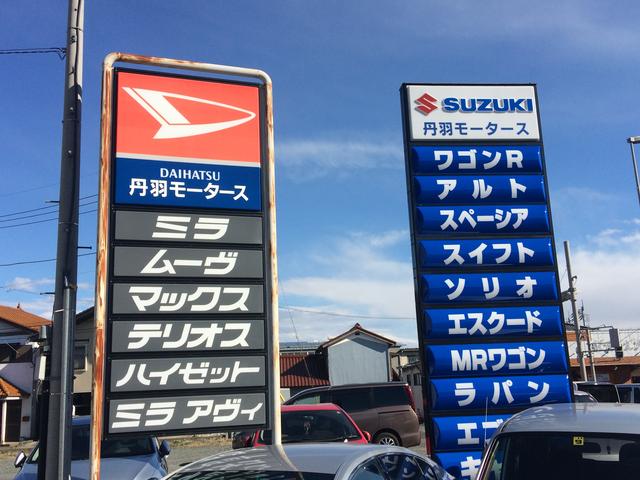 DAIHATSU
丹羽モータース
ミラ
ムーヴ
マックス
テリオス
ハイゼット
ミラ アヴィ
SUZUKI
丹羽モータース
ワゴンR
アルト
スペーシア
スイフト
ソリオ
エスクード
MRワゴン
ラパン